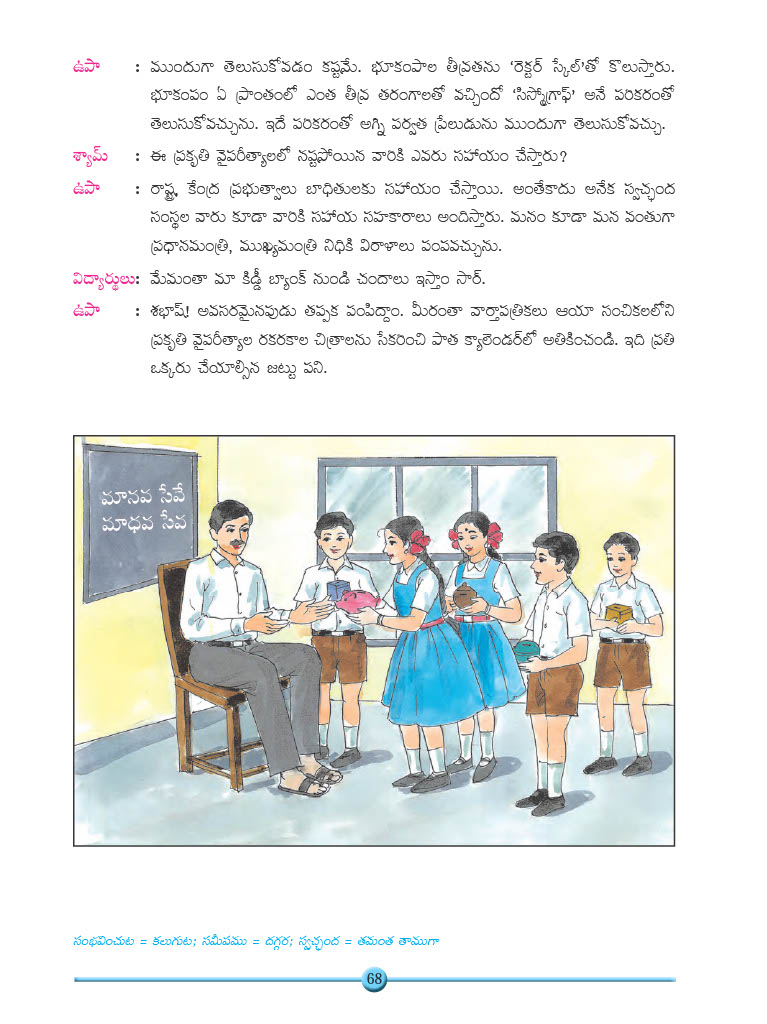 ఉపా : ముందుగా తెలుసుకోవడం కష్టమే. భూకంపాల తీవ్రతను ‘రెక్టర్ స్కేల్’తో కొలుస్తారు.
భూకంపం ఏ ప్రాంతంలో ఎంత తీవ్ర తరంగాలతో వచ్చిందో ‘సిస్మోగ్రాఫ్’ అనే పరికరంతో
తెలుసుకోవచ్చును. ఇదే పరికరంతో అగ్ని పర్వత ప్రేలుడును ముందుగా తెలుసుకోవచ్చు.
శ్యామ్ : ఈ ప్రకృతి వైపరీత్యాలలో నష్టపోయిన వారికి ఎవరు సహాయం చేస్తారు?
ఉపా : రాష్ట్ర, కేంద్ర ప్రభుత్వాలు బాధితులకు సహాయం చేస్తాయి. అంతేకాదు అనేక స్వచ్ఛంద
సంస్థల వారు కూడా వారికి సహాయ సహకారాలు అందిస్తారు. మనం కూడా మన వంతుగా
ప్రధానమంత్రి, ముఖ్యమంత్రి నిధికి విరాళాలు పంపవచ్చును.
విద్యార్థులు: మేమంతా మా కిడ్డీ బ్యాంక్ నుండి చందాలు ఇస్తాం సార్.
ఉపా : శభాష్! అవసరమైనపుడు తప్పక పంపిద్దాం. మీరంతా వార్తాపత్రికలు ఆయా సంచికలలోని
ప్రకృతి వైపరీత్యాల రకరకాల చిత్రాలను సేకరించి పాత క్యాలెండర్‌లో అతికించండి. ఇది ప్రతి
ఒక్కరు చేయాల్సిన జట్టు పని.
మానవ సేవే
మాధవ సేవ
సంభవించుట = కలుగుట; సమీపము = దగ్గర; స్వచ్ఛంద = తమంత తాముగా
68